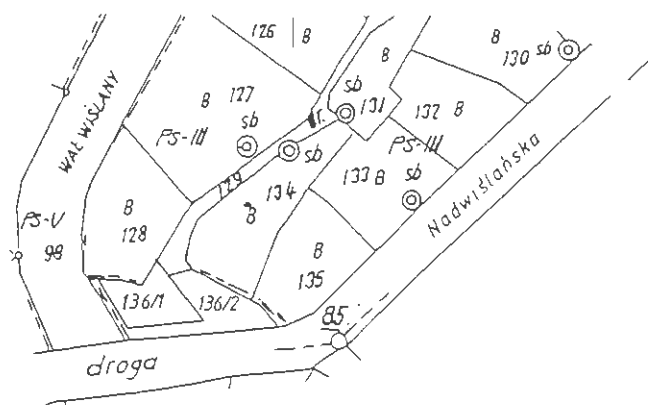 126 B
B
130 sb
B 127
sb
sb
131
r.
132 B
WAŁ WIŚLANY
PS-III
sb
PS-III
129
134
133 B
sb
Nadwiślańska
B
B
128
PS-V
98
B
135
136/1
136/2
85
droga